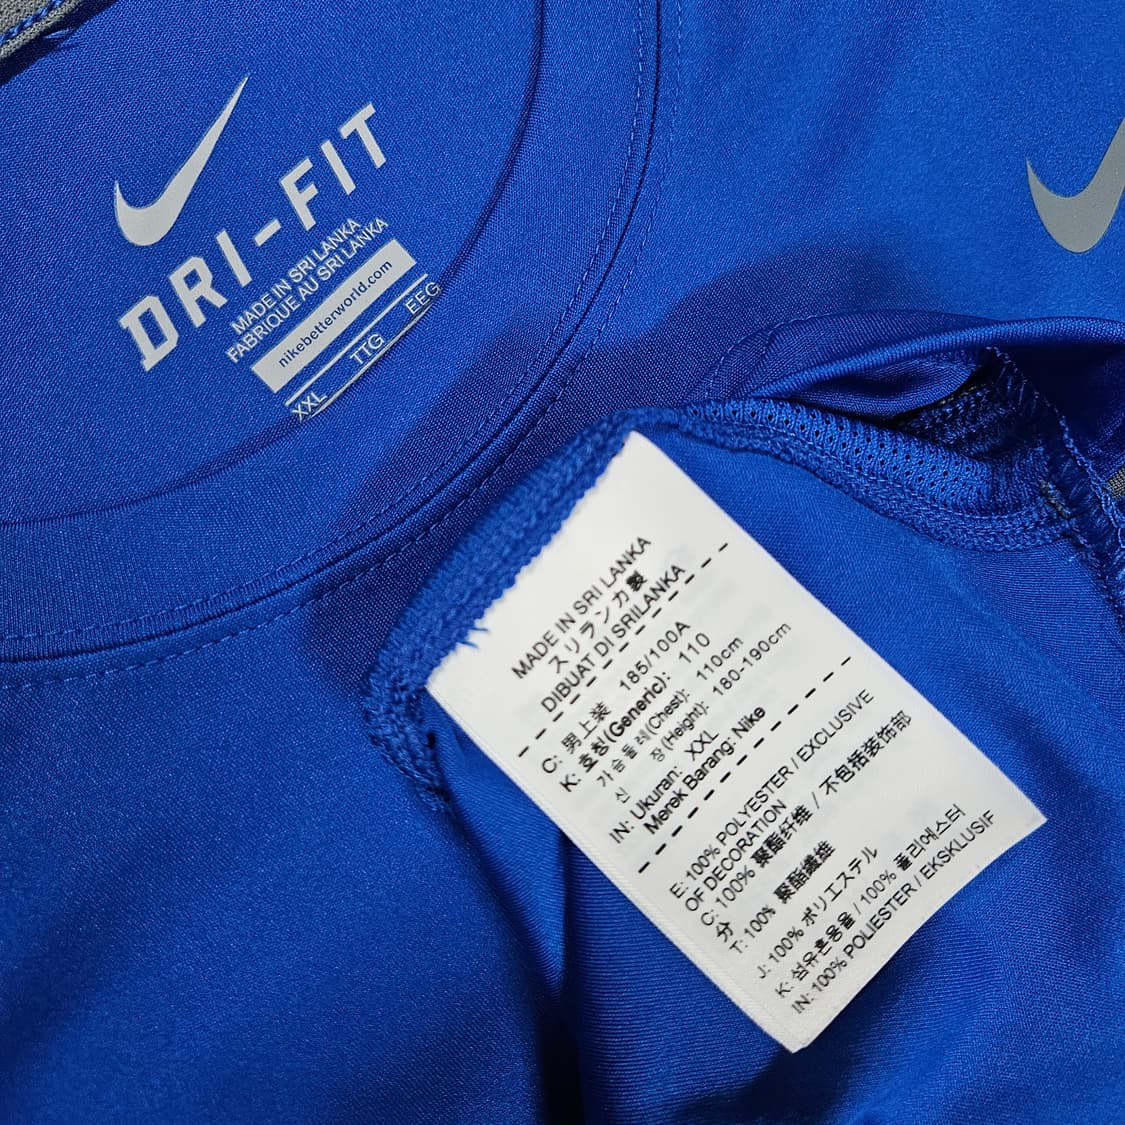 DRI-FIT
MADE IN SRI LANKA
FABRIQUE AU SRI LANKA
nikebetterworld.com
XXL TTG EEG
MADE IN SRI LANKA
スリランカ製
DIBUAT DI SRILANKA
C: 男上装 185/100A
K: 호칭(Generic): 110
가슴둘레(Chest): 110cm
신 장 (Height): 180-190cm
IN: Ukuran: XXL
Merek Barang: Nike
E: 100% POLYESTER / EXCLUSIVE
OF DECORATION
C: 100% 聚酯纤维 / 不包括装饰部
分
T: 100% 聚酯纖維
J: 100% ポリエステル
K: 섬유혼용율 / 100% 폴리에스터
IN: 100% POLIESTER / EKSKLUSIF